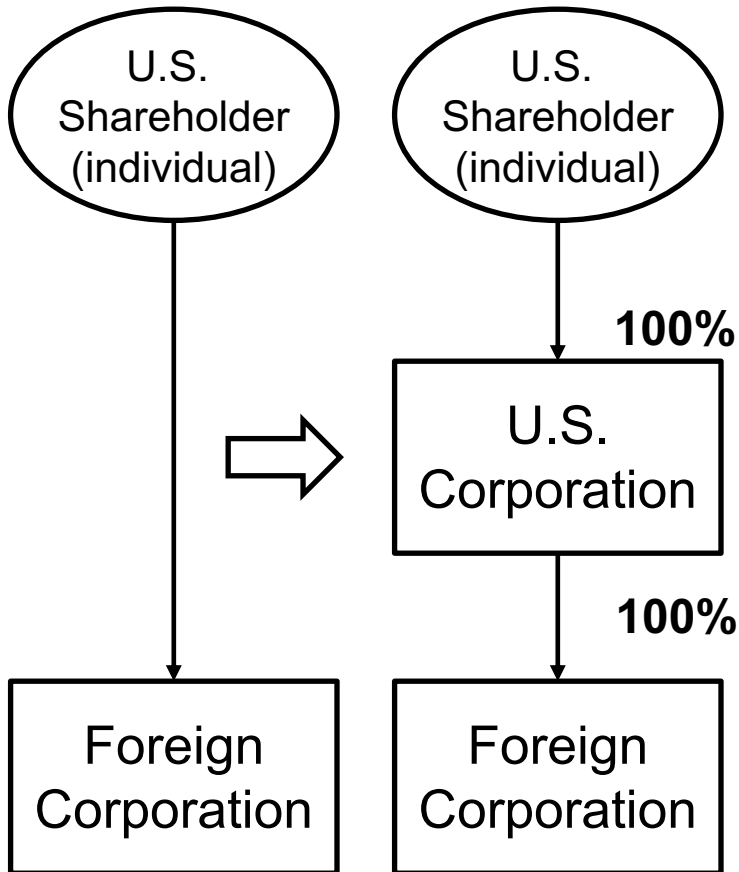 U.S.
Shareholder
(individual)
Foreign
Corporation
U.S.
Shareholder
(individual)
100%
U.S.
Corporation
100%
Foreign
Corporation